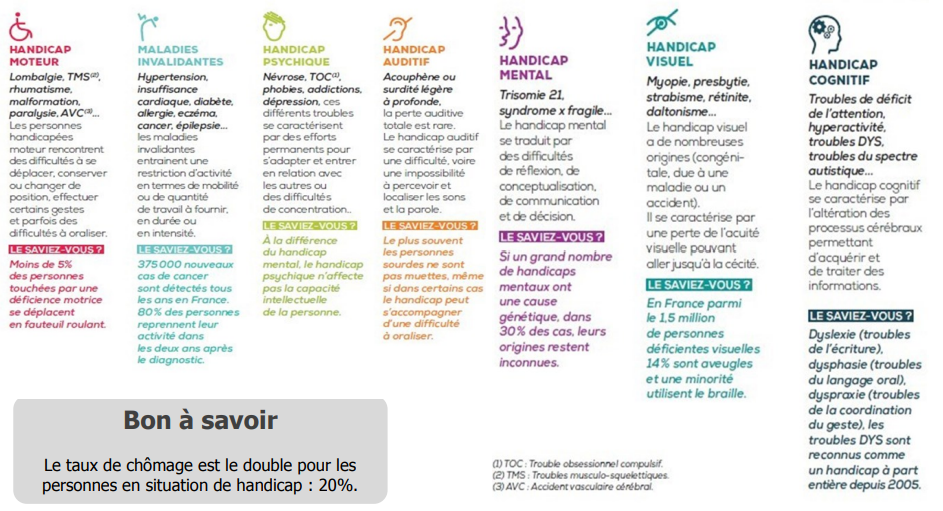 HANDICAP
MOTEUR
Lombalgie, TMS(2),
rhumatisme,
malformation,
paralysie, AVC(3)...
Les personnes
handicapées
moteur rencontrent
des difficultés à se
déplacer, conserver
ou changer de
position, effectuer
certains gestes
et parfois des
difficultés à oraliser.
LE SAVIEZ-VOUS ?
Moins de 5%
des personnes
touchées par une
déficience motrice
se déplacent
en fauteuil roulant.
MALADIES
INVALIDANTES
Hypertension,
insuffisance
cardiaque, diabète,
allergie, eczéma,
cancer, épilepsie...
les maladies
invalidantes
entrainent une
restriction d'activité
en termes de mobilité
ou de quantité
de travail à fournir,
en durée ou
en intensité.
LE SAVIEZ-VOUS ?
375 000 nouveaux
cas de cancer
sont détectés tous
les ans en France.
80% des personnes
reprennent leur
activité dans
les deux ans après
le diagnostic.
HANDICAP
PSYCHIQUE
Névrose, TOC(1),
phobies, addictions,
dépression, ces
différents troubles
se caractérisent
par des efforts
permanents pour
s'adapter et entrer
en relation avec
les autres ou
des difficultés
de concentration..
LE SAVIEZ-VOUS ?
À la différence
du handicap
mental, le handicap
psychique n'affecte
pas la capacité
intellectuelle
de la personne.
HANDICAP
AUDITIF
Acouphène ou
surdité légère
à profonde,
la perte auditive
totale est rare.
Le handicap auditif
se caractérise par
une difficulté, voire
une impossibilité
à percevoir et
localiser les sons
et la parole.
LE SAVIEZ-VOUS ?
Le plus souvent
les personnes
sourdes ne sont
pas muettes, même
si dans certains cas
le handicap peut
s'accompagner
d'une difficulté
à oraliser.
HANDICAP
MENTAL
Trisomie 21,
syndrome x fragile...
Le handicap mental
se traduit par
des difficultés
de réflexion, de
conceptualisation,
de communication
et de décision.
LE SAVIEZ-VOUS ?
Si un grand nombre
de handicaps
mentaux ont
une cause
génétique, dans
30% des cas, leurs
origines restent
inconnues.
HANDICAP
VISUEL
Myopie, presbytie,
strabisme, rétinite,
daltonisme...
Le handicap visuel
a de nombreuses
origines (congéni-
tale, due à une
maladie ou un
accident).
Il se caractérise par
une perte de l'acuité
visuelle pouvant
aller jusqu'à la cécité.
LE SAVIEZ-VOUS ?
En France parmi
le 1,5 million
de personnes
déficientes visuelles
14% sont aveugles
et une minorité
utilisent le braille.
HANDICAP
COGNITIF
Troubles de déficit
de l'attention,
hyperactivité,
troubles DYS,
troubles du spectre
autistique...
Le handicap cognitif
se caractérise par
l'altération des
processus cérébraux
permettant
d'acquérir et
de traiter des
informations.
LE SAVIEZ-VOUS ?
Dyslexie (troubles
de l'écriture),
dysphasie (troubles
du langage oral),
dyspraxie (troubles
de la coordination
du geste), les
troubles DYS sont
reconnus comme
un handicap à part
entière depuis 2005.
Bon à savoir
Le taux de chômage est le double pour les
personnes en situation de handicap : 20%.
(1) TOC : Trouble obsessionnel compulsif.
(2) TMS : Troubles musculo-squelettiques.
(3) AVC : Accident vasculaire cérébral.